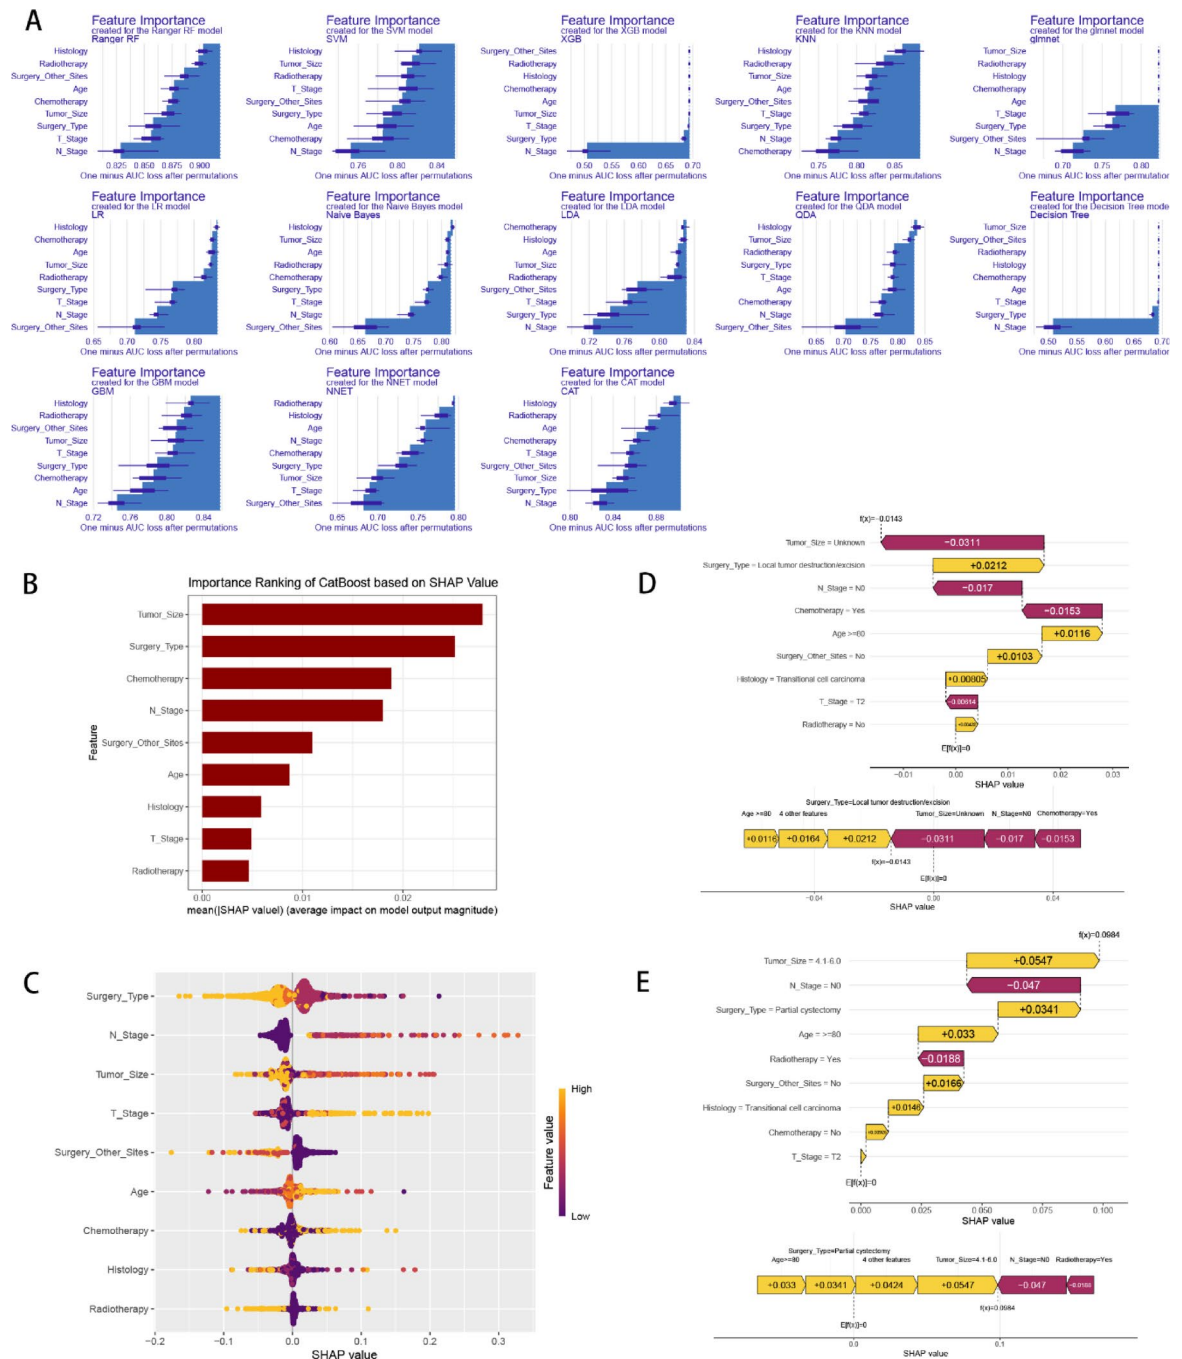 A
Feature Importance
created for the Ranger RF model
Ranger RF
Histology
Radiotherapy
Surgery_Other_Sites
Age
Chemotherapy
Tumor_Size
Surgery_Type
T_Stage
N_Stage
0.825 0.850 0.875 0.900
One minus AUC loss after permutations
Feature Importance
created for the SVM model
SVM
Histology
Tumor_Size
Radiotherapy
T_Stage
Surgery_Other_Sites
Surgery_Type
Age
Chemotherapy
N_Stage
0.76 0.80 0.84
One minus AUC loss after permutations
Feature Importance
created for the XGB model
XGB
Surgery_Other_Sites
Radiotherapy
Histology
Chemotherapy
Age
Tumor_Size
T_Stage
Surgery_Type
N_Stage
0.50 0.55 0.60 0.65 0.70
One minus AUC loss after permutations
Feature Importance
created for the KNN model
KNN
Histology
Radiotherapy
Tumor_Size
Age
Surgery_Other_Sites
T_Stage
Surgery_Type
N_Stage
Chemotherapy
0.75 0.80 0.85
One minus AUC loss after permutations
Feature Importance
created for the glmnet model
glmnet
Tumor_Size
Radiotherapy
Histology
Chemotherapy
Age
T_Stage
Surgery_Type
Surgery_Other_Sites
N_Stage
0.70 0.75 0.80
One minus AUC loss after permutation
Feature Importance
created for the LR model
LR
Histology
Chemotherapy
Age
Tumor_Size
Radiotherapy
Surgery_Type
T_Stage
N_Stage
Surgery_Other_Sites
0.65 0.70 0.75 0.80
One minus AUC loss after permutations
Feature Importance
created for the Naive Bayes model
Naive Bayes
Histology
Tumor_Size
Age
Radiotherapy
Chemotherapy
Surgery_Type
T_Stage
N_Stage
Surgery_Other_Sites
0.60 0.65 0.70 0.75 0.80
One minus AUC loss after permutations
Feature Importance
created for the LDA model
LDA
Chemotherapy
Histology
Age
Tumor_Size
Radiotherapy
Surgery_Other_Sites
T_Stage
Surgery_Type
N_Stage
0.72 0.76 0.80 0.84
One minus AUC loss after permutations
Feature Importance
created for the QDA model
QDA
Histology
Tumor_Size
Radiotherapy
Surgery_Type
T_Stage
Age
Chemotherapy
N_Stage
Surgery_Other_Sites
0.65 0.70 0.75 0.80 0.85
One minus AUC loss after permutations
Feature Importance
created for the Decision Tree mode
Decision Tree
Tumor_Size
Surgery_Other_Sites
Radiotherapy
Histology
Chemotherapy
Age
T_Stage
Surgery_Type
N_Stage
0.50 0.55 0.60 0.65 0.70
One minus AUC loss after permutations
Feature Importance
created for the GBM model
GBM
Histology
Radiotherapy
Surgery_Other_Sites
Tumor_Size
T_Stage
Surgery_Type
Chemotherapy
Age
N_Stage
0.72 0.76 0.80 0.84
One minus AUC loss after permutations
Feature Importance
created for the NNET model
NNET
Radiotherapy
Histology
Age
N_Stage
Chemotherapy
Surgery_Type
Tumor_Size
T_Stage
Surgery_Other_Sites
0.65 0.70 0.75 0.80
One minus AUC loss after permutations
Feature Importance
created for the CAT model
CAT
Histology
Radiotherapy
Age
Chemotherapy
T_Stage
Surgery_Other_Sites
Tumor_Size
Surgery_Type
N_Stage
0.80 0.84 0.88
One minus AUC loss after permutations
B
Importance Ranking of CatBoost based on SHAP Value
Feature
Tumor_Size
Surgery_Type
Chemotherapy
N_Stage
Surgery_Other_Sites
Age
Histology
T_Stage
Radiotherapy
0.00 0.01 0.02
mean(|SHAP value|) (average impact on model output magnitude)
C
Surgery_Type
N_Stage
Tumor_Size
T_Stage
Surgery_Other_Sites
Age
Chemotherapy
Histology
Radiotherapy
−0.2 −0.1 0.0 0.1 0.2 0.3
SHAP value
Feature value
High
Low
D
f(x)=−0.0143
Tumor_Size = Unknown −0.0311
Surgery_Type = Local tumor destruction/excision +0.0212
N_Stage = N0 −0.017
Chemotherapy = Yes −0.0153
Age >=80 +0.0116
Surgery_Other_Sites = No +0.0103
Histology = Transitional cell carcinoma +0.00805
T_Stage = T2 −0.00614
Radiotherapy = No
E[f(x)]=0
−0.01 0.00 0.01 0.02 0.03
SHAP value
Surgery_Type=Local tumor destruction/excision
Age >=80 4 other features Tumor_Size=Unknown N_Stage=N0 Chemotherapy=Yes
+0.0116 +0.0164 +0.0212 −0.0311 −0.017 −0.0153
f(x)=−0.0143
E[f(x)]=0
−0.04 0.00 0.04
SHAP value
E
f(x)=0.0984
Tumor_Size = 4.1-6.0 +0.0547
N_Stage = N0 −0.047
Surgery_Type = Partial cystectomy +0.0341
Age = >=80 +0.033
Radiotherapy = Yes −0.0188
Surgery_Other_Sites = No +0.0166
Histology = Transitional cell carcinoma +0.0146
Chemotherapy = No
T_Stage = T2
E[f(x)]=0
0.000 0.025 0.050 0.075 0.100
SHAP value
Surgery_Type=Partial cystectomy
Age>=80 4 other features Tumor_Size=4.1-6.0 N_Stage=N0 Radiotherapy=Yes
+0.033 +0.0341 +0.0424 +0.0547 −0.047 −0.0188
f(x)=0.0984
E[f(x)]=0
0.0 0.1
SHAP value